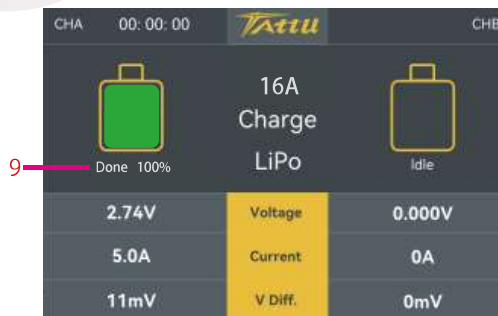 CHA 00: 00: 00 TATTU CHB
16A
Charge
LiPo
9 Done 100% Idle
2.74V Voltage 0.000V
5.0A Current 0A
11mV V Diff. 0mV